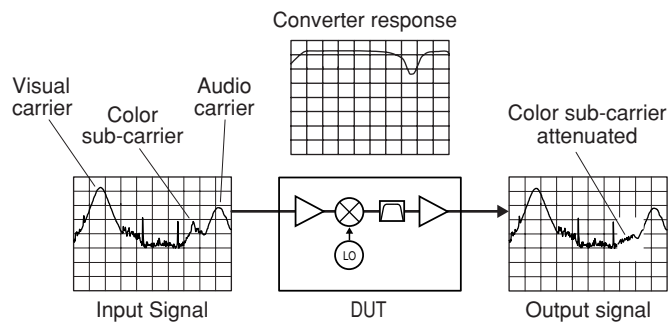 Converter response
Visual
carrier
Color
sub-carrier
Audio
carrier
Color sub-carrier
attenuated
LO
Input Signal
DUT
Output signal